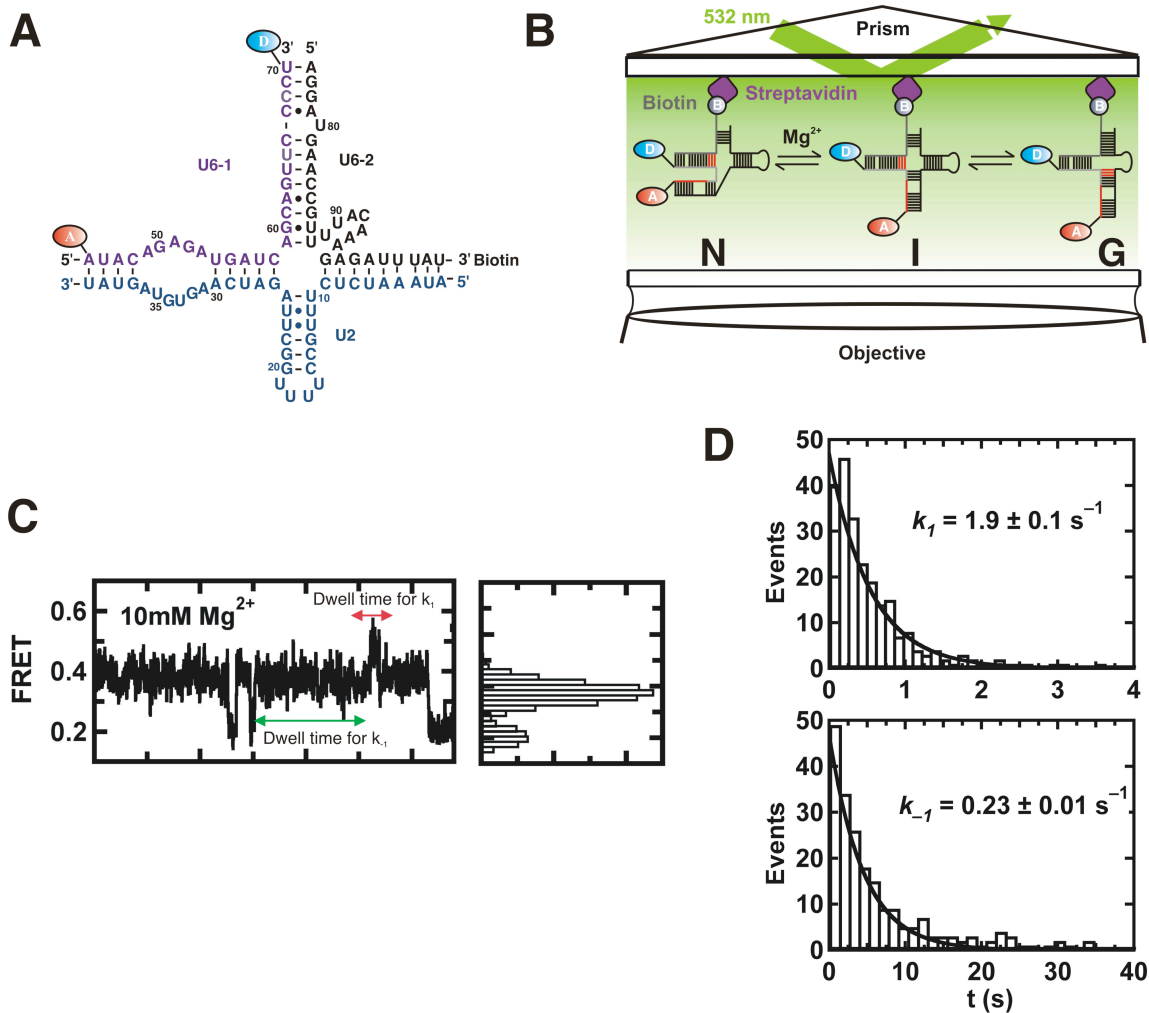 A
D
3' 5'
70 U - A
C - G
C - G
C • A
U 80
C - G
U - A
U - A
G - C
A • C
C - G
60 G • U
A U
U6-1
U6-2
90
U A C
A A A
A
50
5'- A U A C A G A G A U G A U C
G A G A U U U A U - 3' Biotin
3'- U A U G A U G U G A A C U A G
C U C U A A A U A - 5'
35
30
A - U 10
U • U
U • U
C - G
G - C
20 G - C
U U
U U
U2
B
532 nm
Prism
Biotin
Streptavidin
B
B
B
Mg2+
D
D
D
A
A
A
N
I
G
Objective
C
10mM Mg2+
Dwell time for k1
Dwell time for k-1
FRET
0.6
0.4
0.2
D
50
40
30
20
10
0
Events
k1 = 1.9 ± 0.1 s–1
0 1 2 3 4
50
40
30
20
10
0
Events
k–1 = 0.23 ± 0.01 s–1
0 10 20 30 40
t (s)